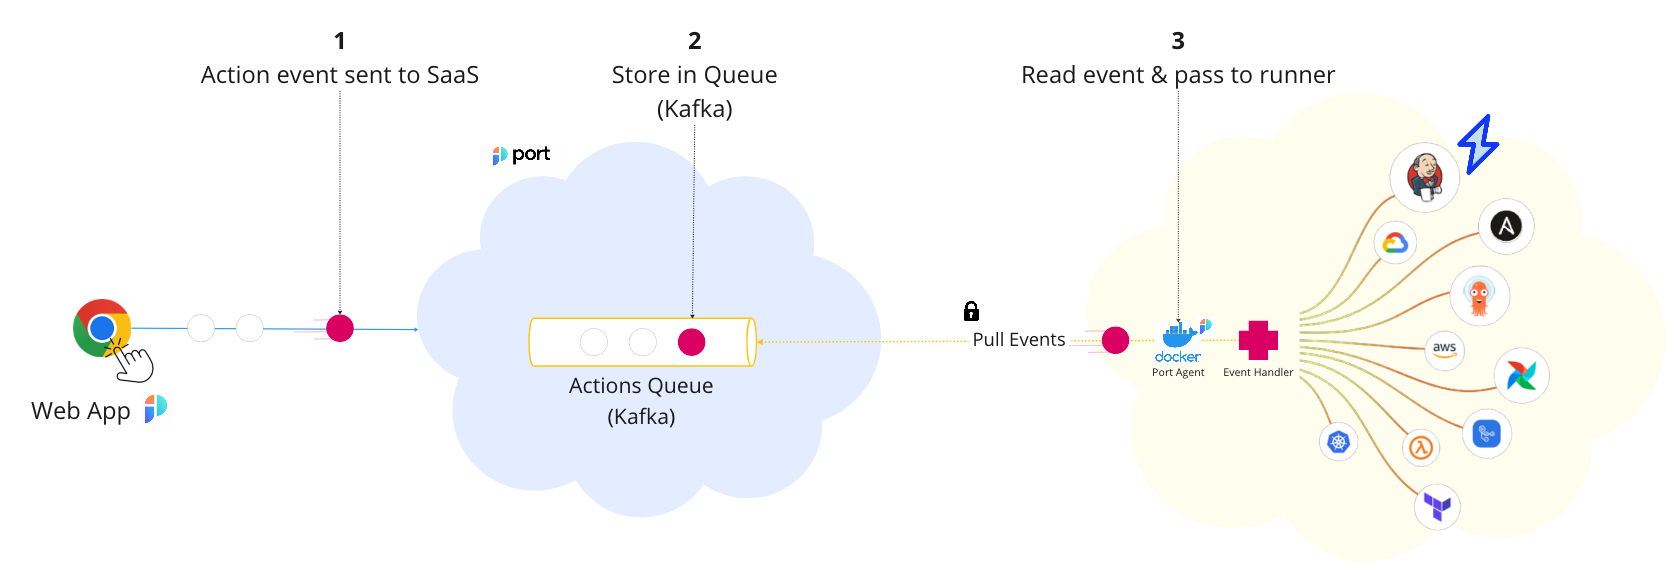 1
Action event sent to SaaS
2
Store in Queue
(Kafka)
3
Read event & pass to runner
port
Web App
Actions Queue
(Kafka)
Pull Events
docker
Port Agent
Event Handler
aws